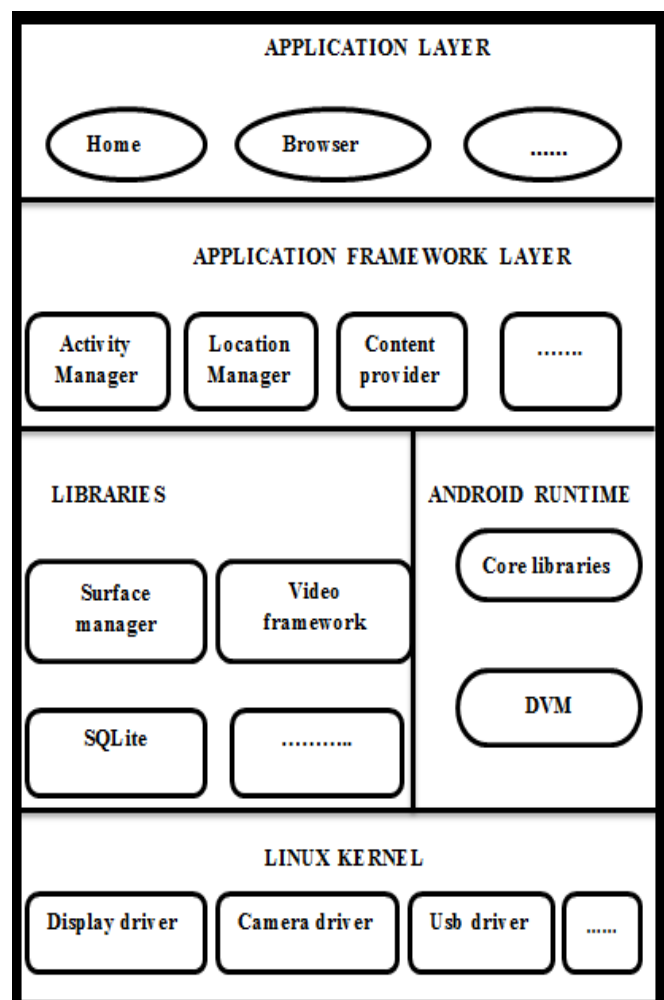 APPLICATION LAYER
Home
Browser
......
APPLICATION FRAMEWORK LAYER
Activity
Manager
Location
Manager
Content
provider
.......
LIBRARIES
ANDROID RUNTIME
Core libraries
Surface
manager
Video
framework
DVM
SQLite
...........
LINUX KERNEL
Display driver
Camera driver
Usb driver
......